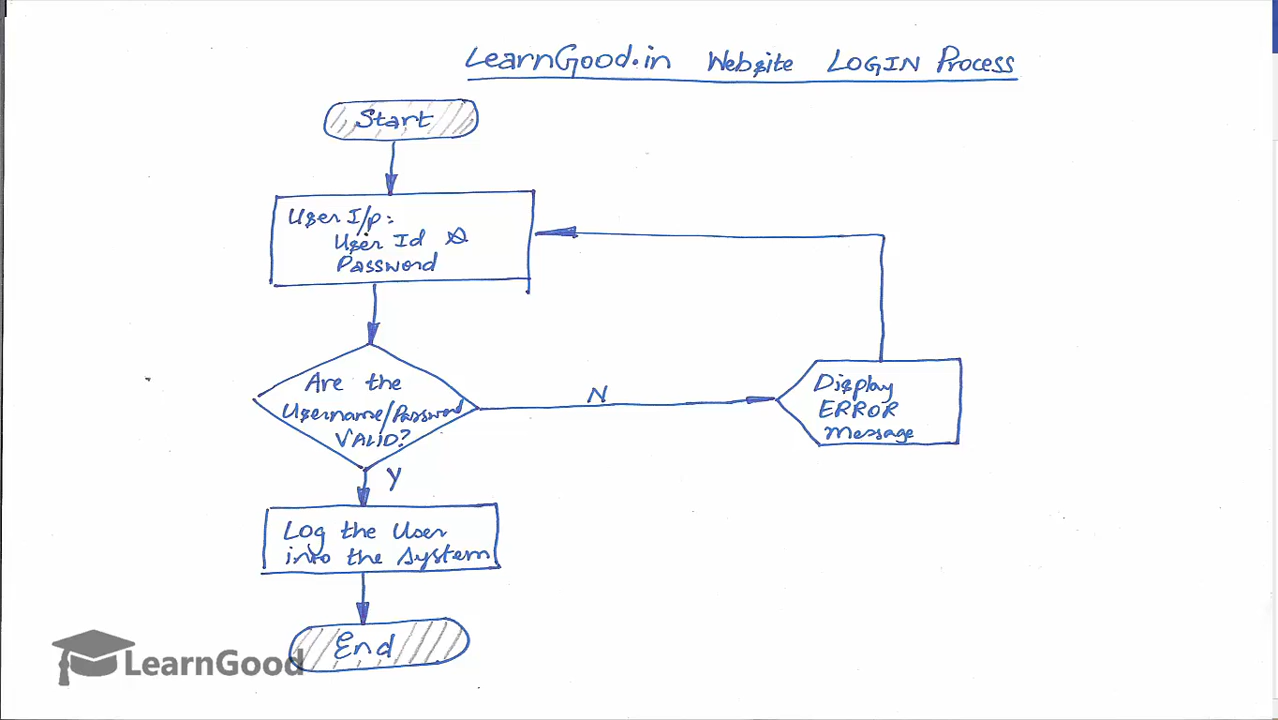 LearnGood.in Website LOGIN Process
Start
User I/p:
User Id &
Password
Are the
Username/Password
VALID?
N
Display
ERROR
Message
Y
Log the User
into the System
End
LearnGood